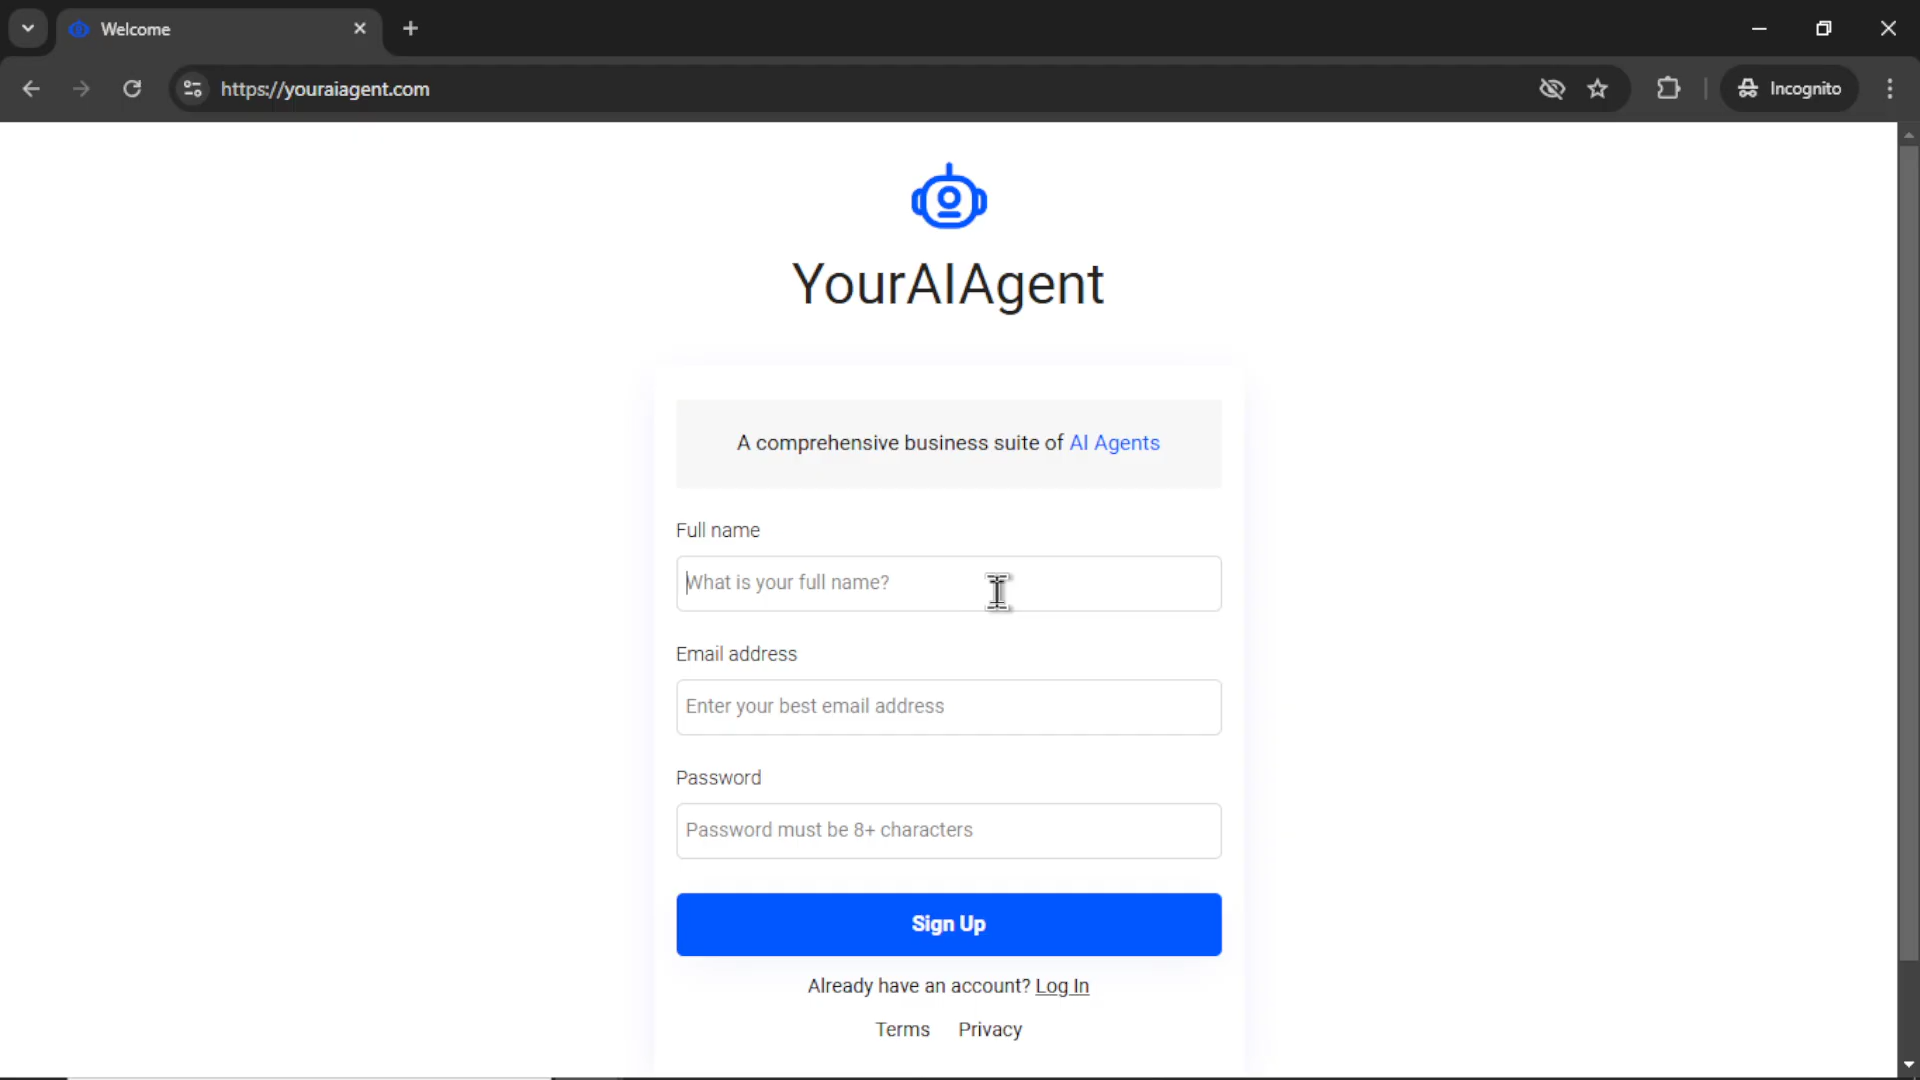 Welcome
https://youraiagent.com
Incognito
YourAIAgent
A comprehensive business suite of AI Agents
Full name
What is your full name?
Email address
Enter your best email address
Password
Password must be 8+ characters
Sign Up
Already have an account? Log In
Terms Privacy